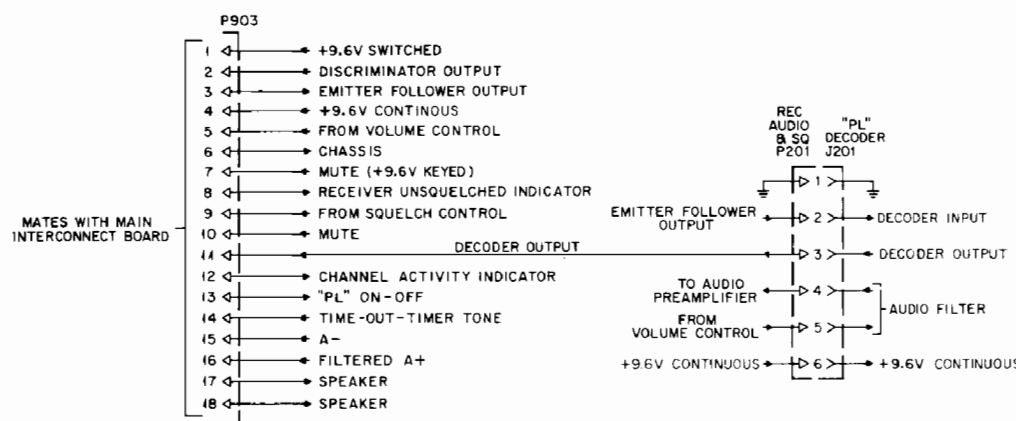 P903
1 +9.6V SWITCHED
2 DISCRIMINATOR OUTPUT
3 EMITTER FOLLOWER OUTPUT
4 +9.6V CONTINOUS
5 FROM VOLUME CONTROL
6 CHASSIS
7 MUTE (+9.6V KEYED)
8 RECEIVER UNSQUELCHED INDICATOR
9 FROM SQUELCH CONTROL
10 MUTE
11 DECODER OUTPUT
12 CHANNEL ACTIVITY INDICATOR
13 "PL" ON-OFF
14 TIME-OUT-TIMER TONE
15 A-
16 FILTERED A+
17 SPEAKER
18 SPEAKER
MATES WITH MAIN
INTERCONNECT BOARD
REC
AUDIO
& SQ
P201
"PL"
DECODER
J201
1
EMITTER FOLLOWER
OUTPUT
2
DECODER INPUT
3
DECODER OUTPUT
TO AUDIO
PREAMPLIFIER
4
AUDIO FILTER
FROM
VOLUME CONTROL
5
+9.6V CONTINUOUS
6
+9.6V CONTINUOUS